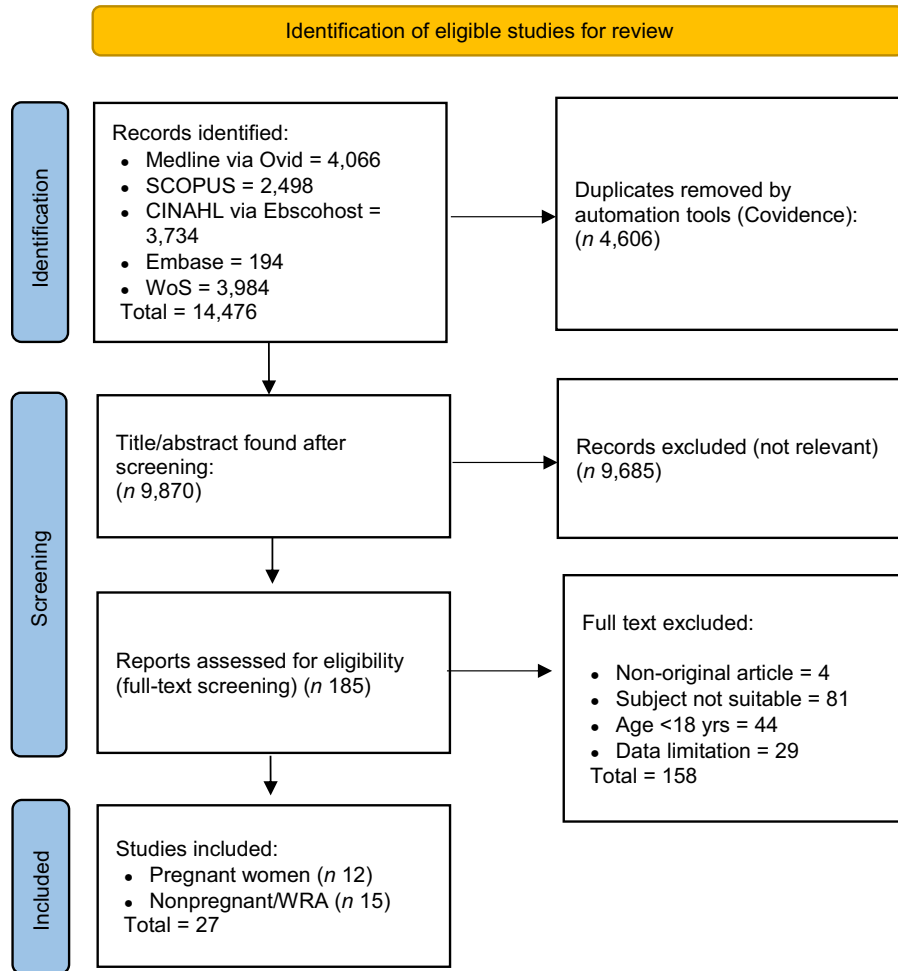 Identification of eligible studies for review
Identification
Records identified:
• Medline via Ovid = 4,066
• SCOPUS = 2,498
• CINAHL via Ebscohost =
3,734
• Embase = 194
• WoS = 3,984
Total = 14,476
Duplicates removed by
automation tools (Covidence):
(n 4,606)
Screening
Title/abstract found after
screening:
(n 9,870)
Records excluded (not relevant)
(n 9,685)
Reports assessed for eligibility
(full-text screening) (n 185)
Full text excluded:
• Non-original article = 4
• Subject not suitable = 81
• Age <18 yrs = 44
• Data limitation = 29
Total = 158
Included
Studies included:
• Pregnant women (n 12)
• Nonpregnant/WRA (n 15)
Total = 27